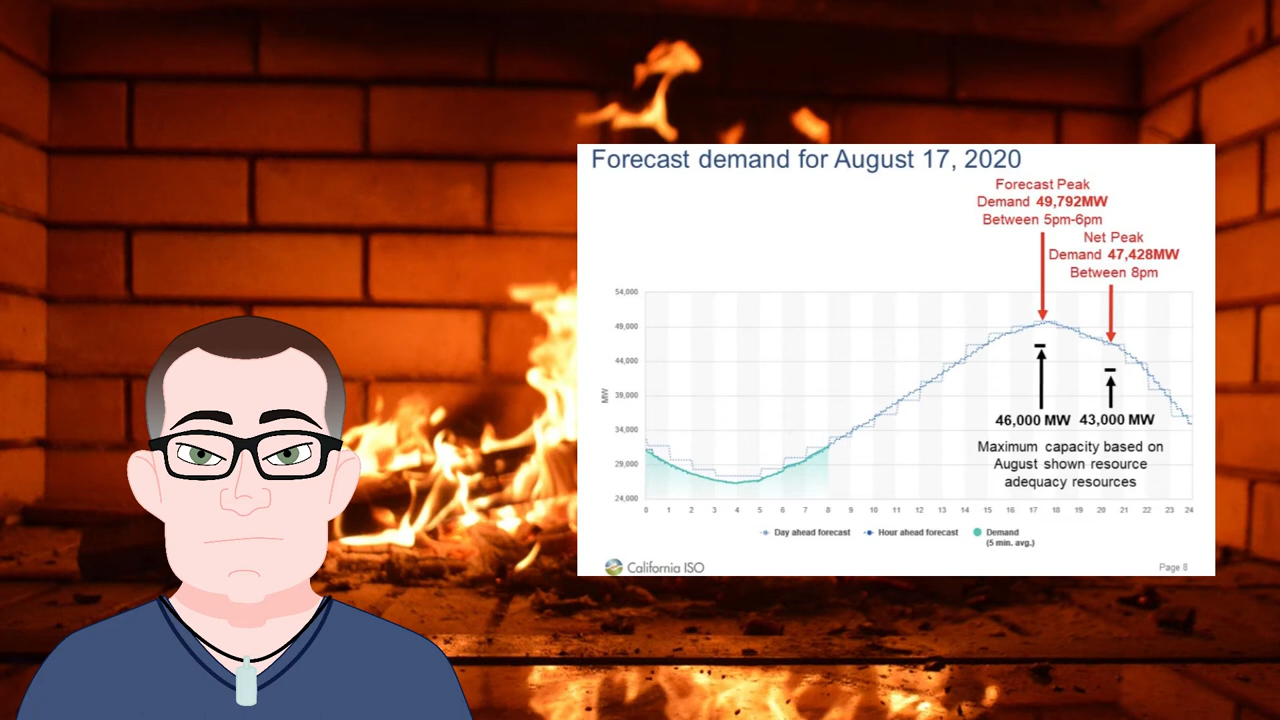 Forecast demand for August 17, 2020
Forecast Peak
Demand 49,792MW
Between 5pm-6pm
Net Peak
Demand 47,428MW
Between 8pm
54,000
49,000
44,000
39,000
34,000
29,000
24,000
MW
46,000 MW 43,000 MW
Maximum capacity based on
August shown resource
adequacy resources
0 1 2 3 4 5 6 7 8 9 10 11 12 13 14 15 16 17 18 19 20 21 22 23 24
Day ahead forecast Hour ahead forecast Demand
(5 min. avg.)
California ISO
Page 8